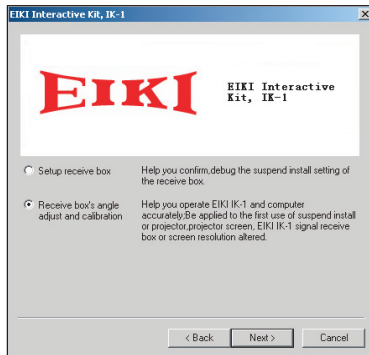 EIKI Interactive Kit, IK-1
EIKI
EIKI Interactive
Kit, IK-1
Setup receive box
Help you confirm,debug the suspend install setting of
the receive box.
Receive box's angle
adjust and calibration
Help you operate EIKI IK-1 and computer
accurately;Be applied to the first use of suspend install
or projector,projector screen, EIKI IK-1 signal receive
box or screen resolution altered.
< Back
Next >
Cancel